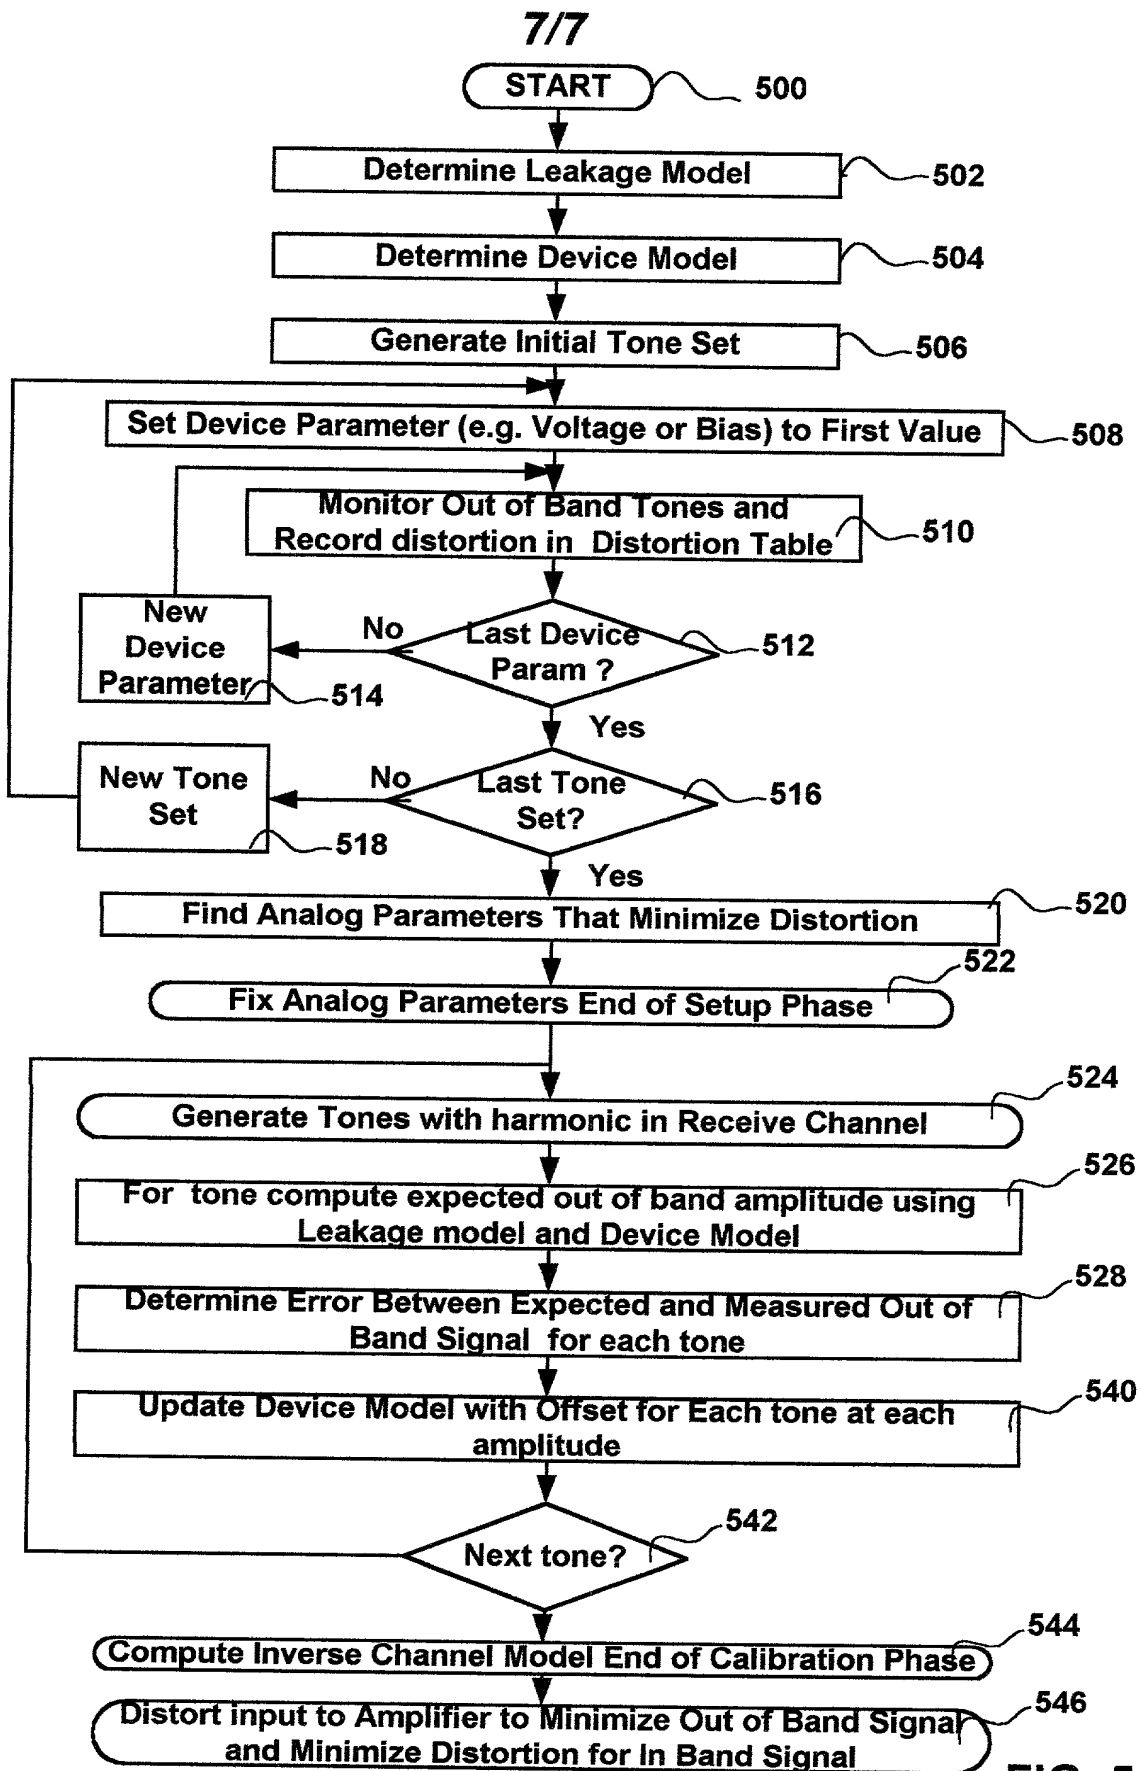 7/7
START
500
Determine Leakage Model
502
Determine Device Model
504
Generate Initial Tone Set
506
Set Device Parameter (e.g. Voltage or Bias) to First Value
508
Monitor Out of Band Tones and
Record distortion in Distortion Table
510
New
Device
Parameter
514
No
Last Device
Param ?
512
Yes
New Tone
Set
518
No
Last Tone
Set?
516
Yes
Find Analog Parameters That Minimize Distortion
520
Fix Analog Parameters End of Setup Phase
522
Generate Tones with harmonic in Receive Channel
524
For tone compute expected out of band amplitude using
Leakage model and Device Model
526
Determine Error Between Expected and Measured Out of
Band Signal for each tone
528
Update Device Model with Offset for Each tone at each
amplitude
540
Next tone?
542
Compute Inverse Channel Model End of Calibration Phase
544
Distort input to Amplifier to Minimize Out of Band Signal
and Minimize Distortion for In Band Signal
546